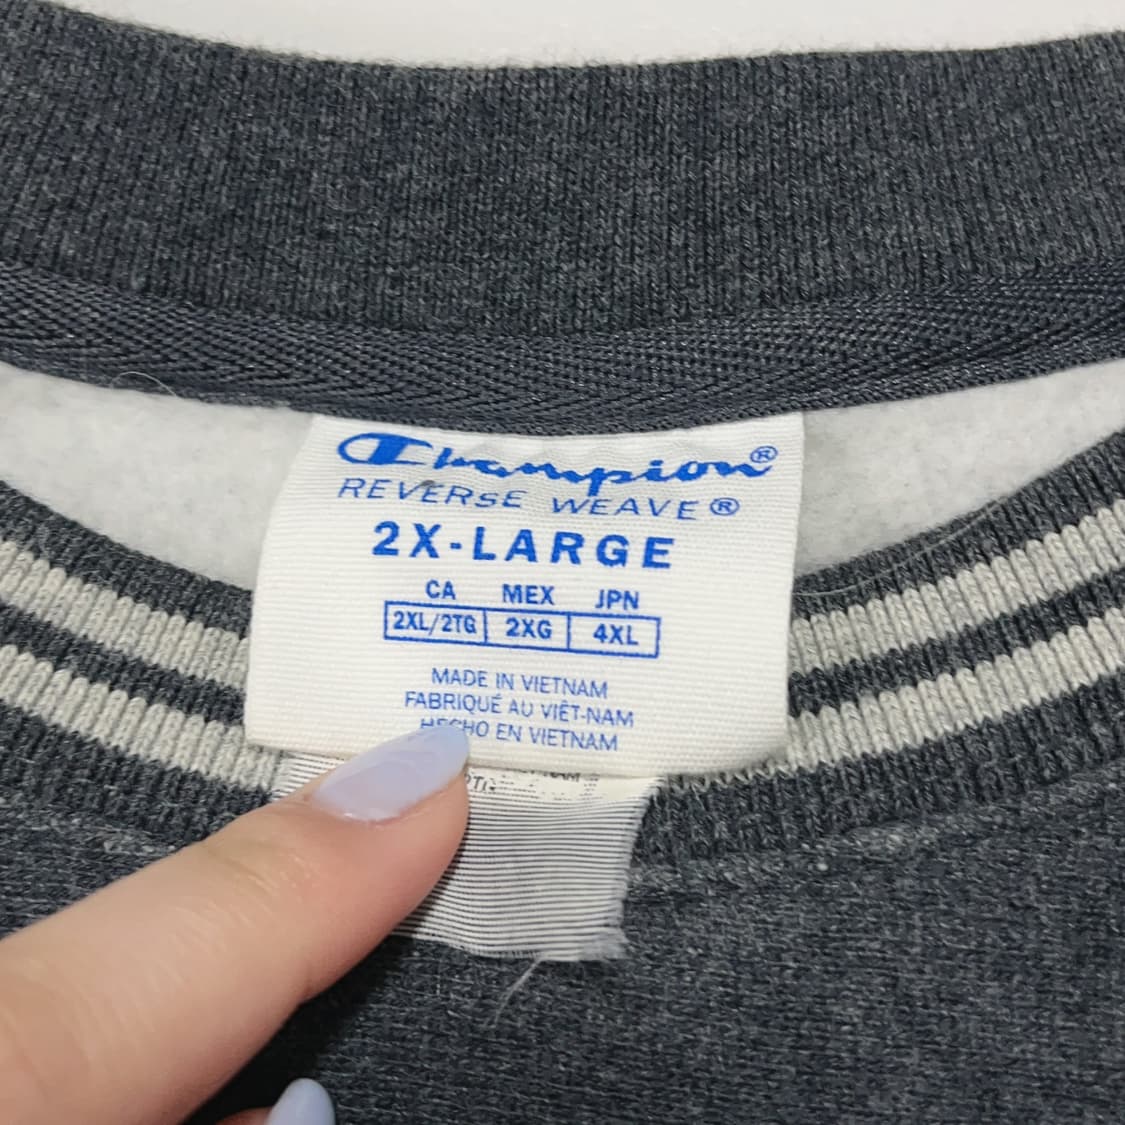 Champion®
REVERSE WEAVE®
2X-LARGE
CA MEX JPN
2XL/2TG 2XG 4XL
MADE IN VIETNAM
FABRIQUÉ AU VIÊT-NAM
HECHO EN VIETNAM